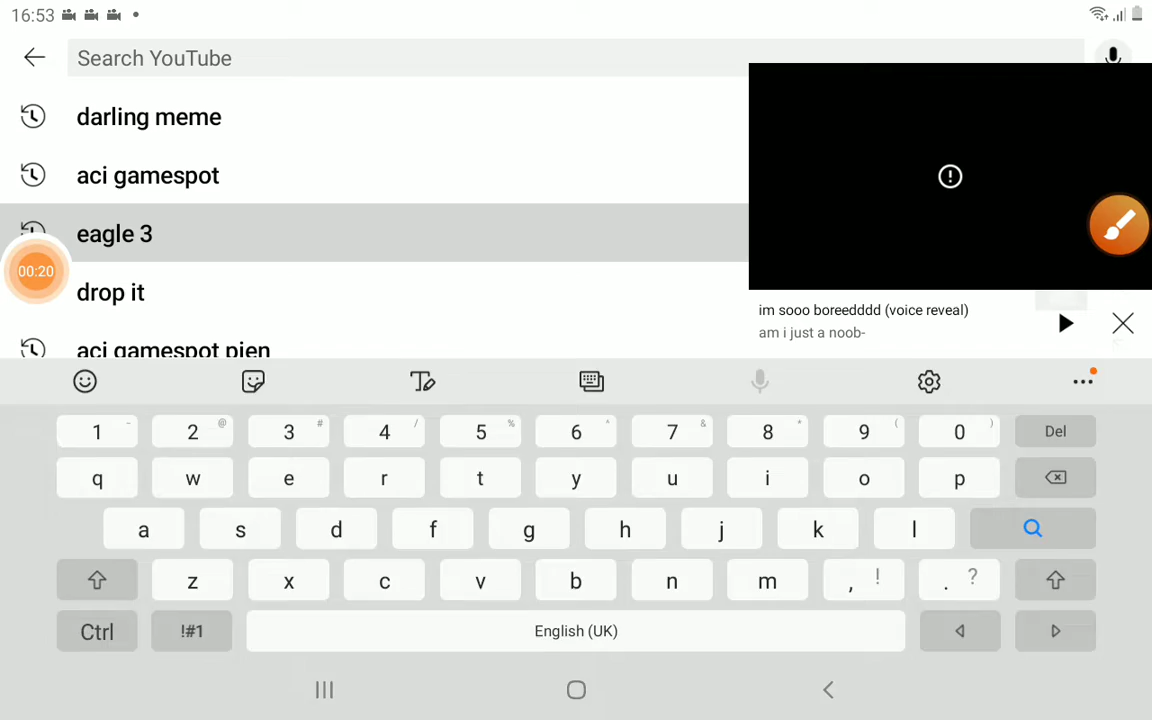 16:53
Search YouTube
darling meme
aci gamespot
eagle 3
00:20
drop it
aci gamespot pien
im sooo boreedddd (voice reveal)
am i just a noob-
1 - 2 @ 3 # 4 / 5 % 6 ^ 7 & 8 * 9 ( 0 ) Del
q w e r t y u i o p
a s d f g h j k l
z x c v b n m , ! . ?
Ctrl !#1 English (UK)